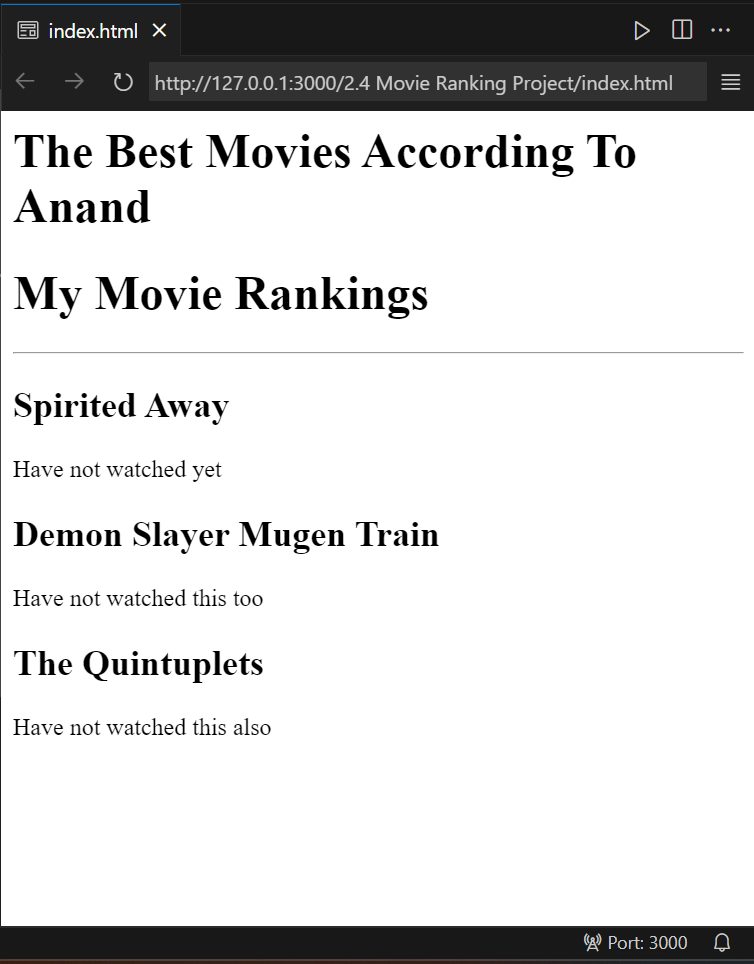 index.html
http://127.0.0.1:3000/2.4 Movie Ranking Project/index.html
The Best Movies According To
Anand
My Movie Rankings
Spirited Away
Have not watched yet
Demon Slayer Mugen Train
Have not watched this too
The Quintuplets
Have not watched this also
Port: 3000